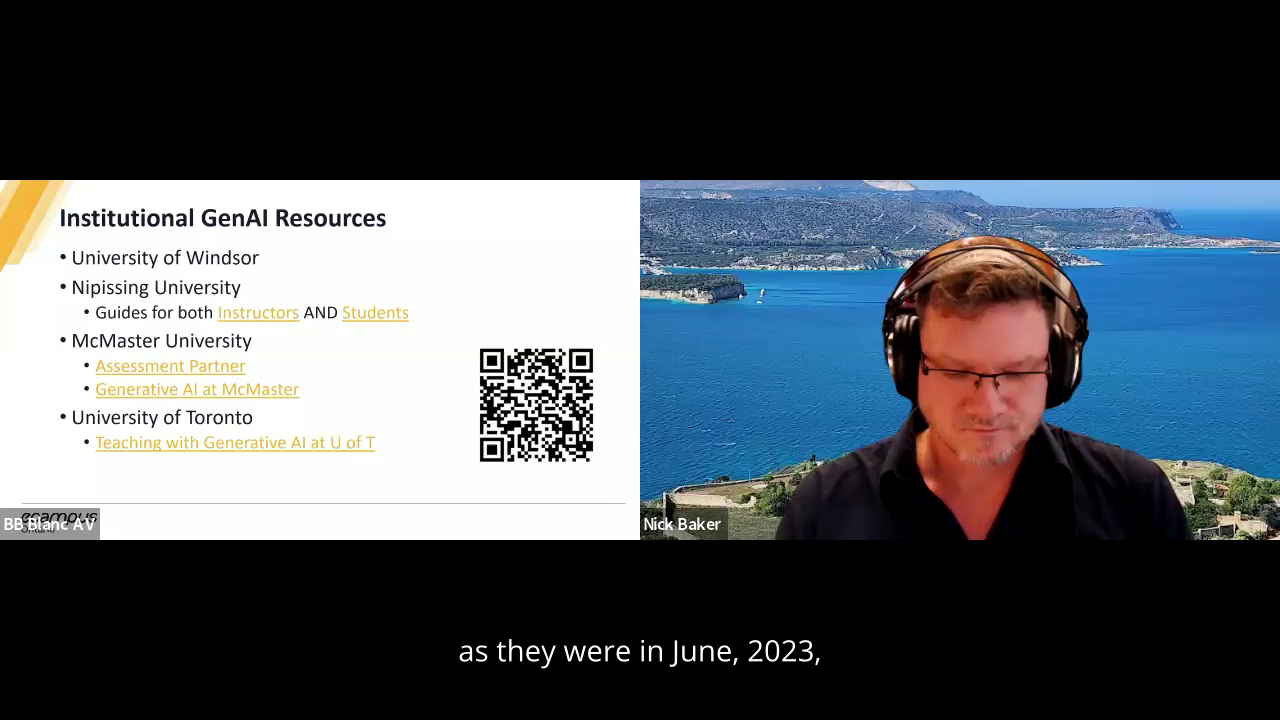 Institutional GenAI Resources
• University of Windsor
• Nipissing University
• Guides for both Instructors AND Students
• McMaster University
• Assessment Partner
• Generative AI at McMaster
• University of Toronto
• Teaching with Generative AI at U of T
BB Blanc AV
Nick Baker
as they were in June, 2023,